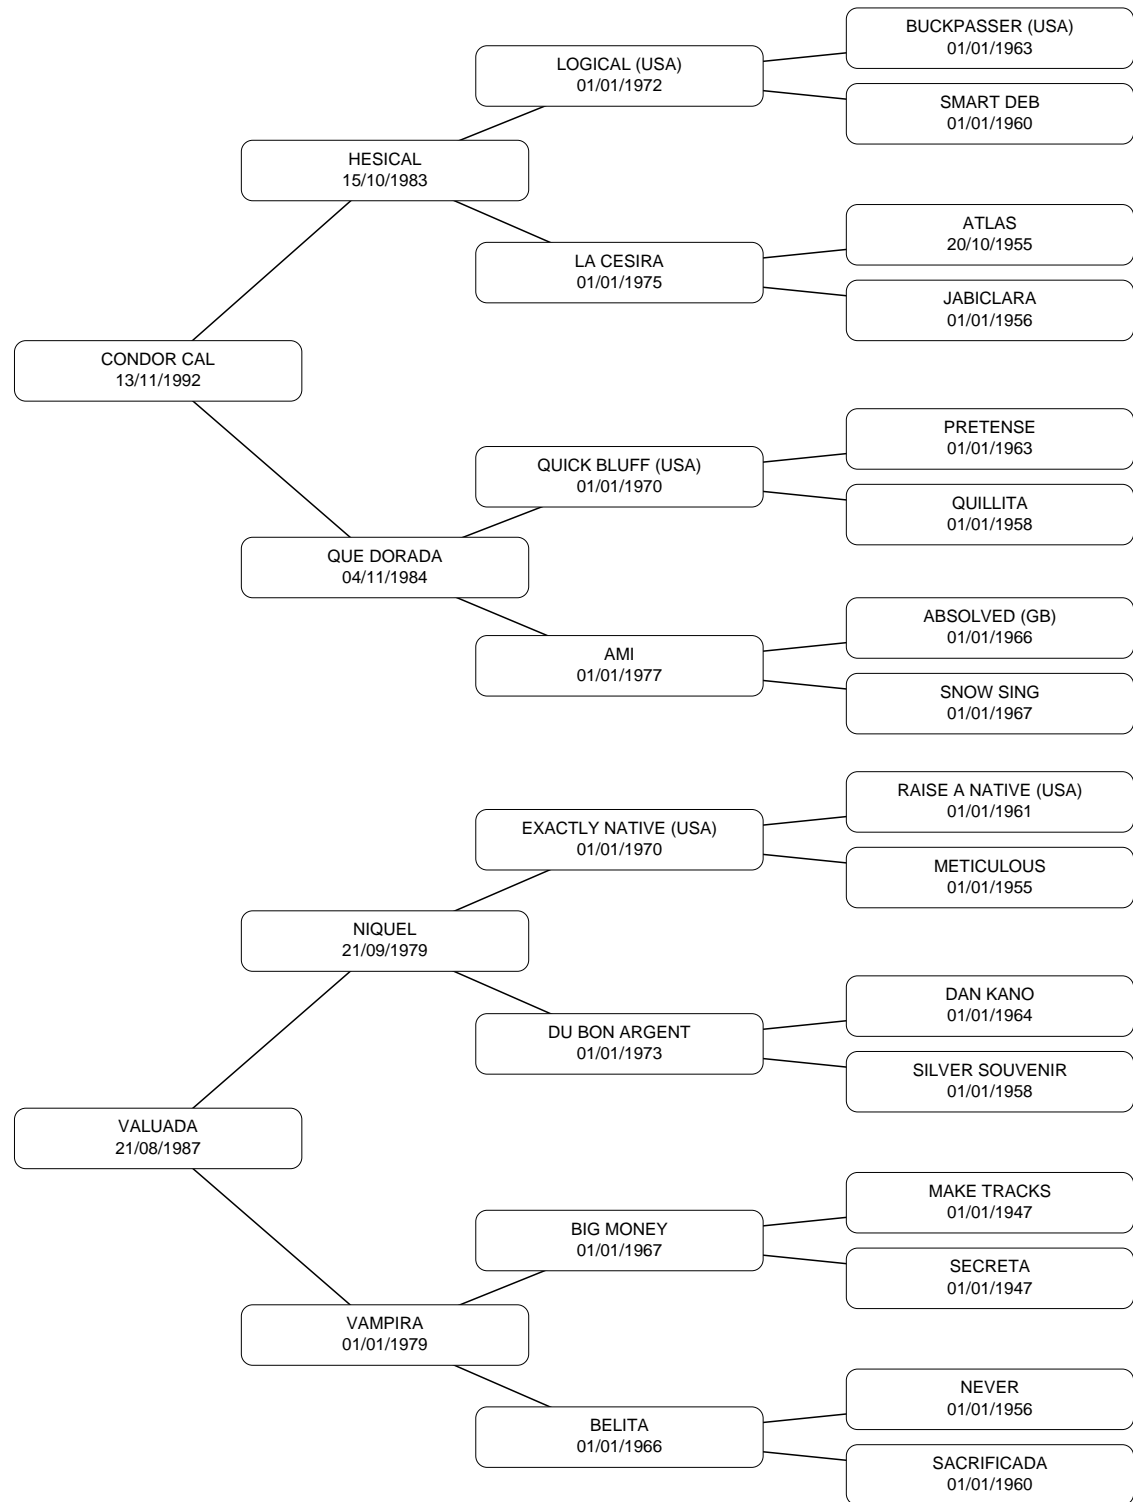 BUCKPASSER (USA)
01/01/1963
LOGICAL (USA)
01/01/1972
SMART DEB
01/01/1960
HESICAL
15/10/1983
ATLAS
20/10/1955
LA CESIRA
01/01/1975
JABICLARA
01/01/1956
CONDOR CAL
13/11/1992
PRETENSE
01/01/1963
QUICK BLUFF (USA)
01/01/1970
QUILLITA
01/01/1958
QUE DORADA
04/11/1984
ABSOLVED (GB)
01/01/1966
AMI
01/01/1977
SNOW SING
01/01/1967
RAISE A NATIVE (USA)
01/01/1961
EXACTLY NATIVE (USA)
01/01/1970
METICULOUS
01/01/1955
NIQUEL
21/09/1979
DAN KANO
01/01/1964
DU BON ARGENT
01/01/1973
SILVER SOUVENIR
01/01/1958
VALUADA
21/08/1987
MAKE TRACKS
01/01/1947
BIG MONEY
01/01/1967
SECRETA
01/01/1947
VAMPIRA
01/01/1979
NEVER
01/01/1956
BELITA
01/01/1966
SACRIFICADA
01/01/1960